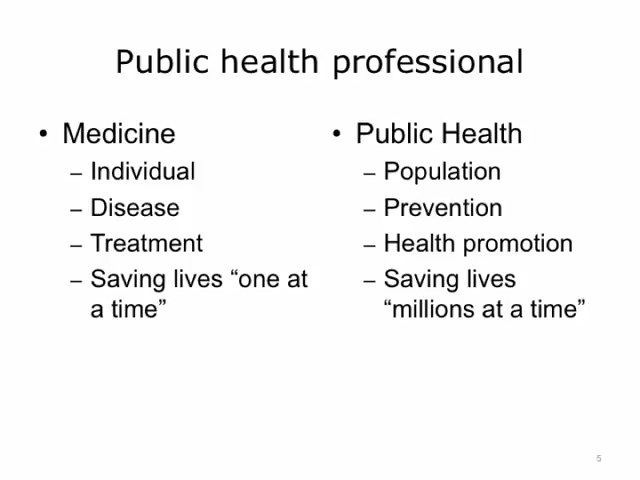 Public health professional
• Medicine
– Individual
– Disease
– Treatment
– Saving lives “one at
a time”
• Public Health
– Population
– Prevention
– Health promotion
– Saving lives
“millions at a time”
5